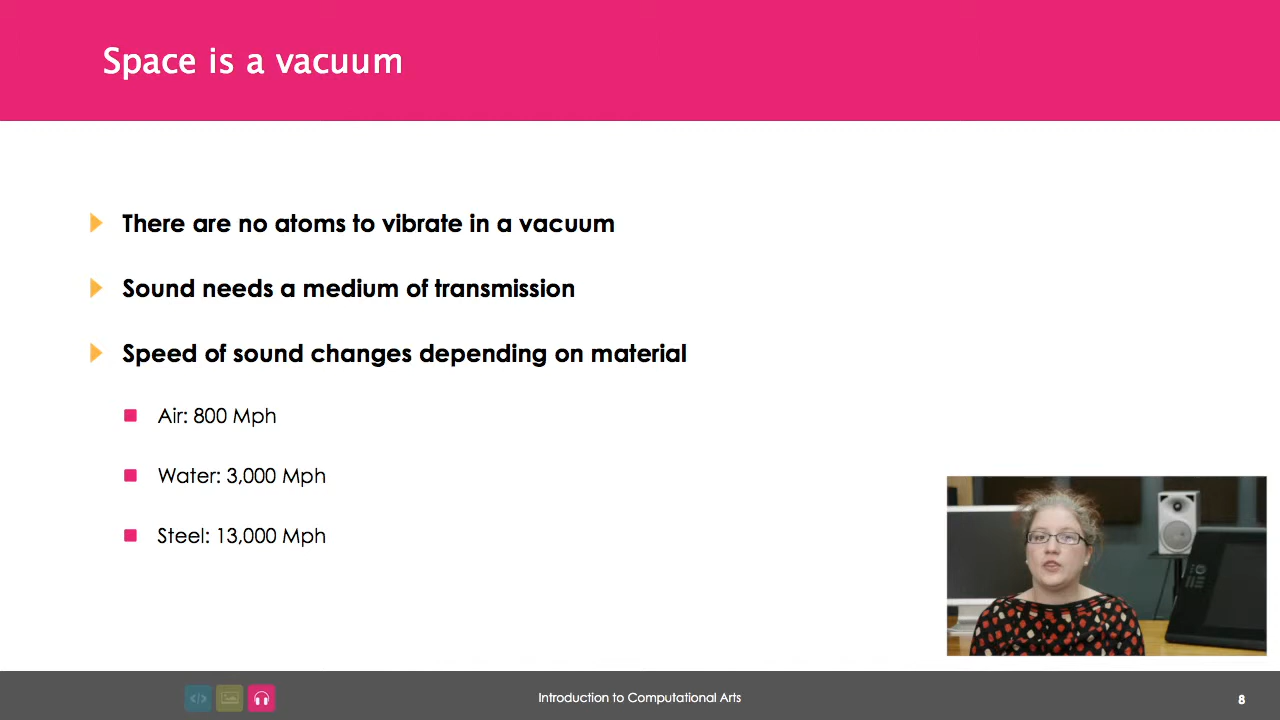 Space is a vacuum
There are no atoms to vibrate in a vacuum
Sound needs a medium of transmission
Speed of sound changes depending on material
Air: 800 Mph
Water: 3,000 Mph
Steel: 13,000 Mph
</>
Introduction to Computational Arts
8